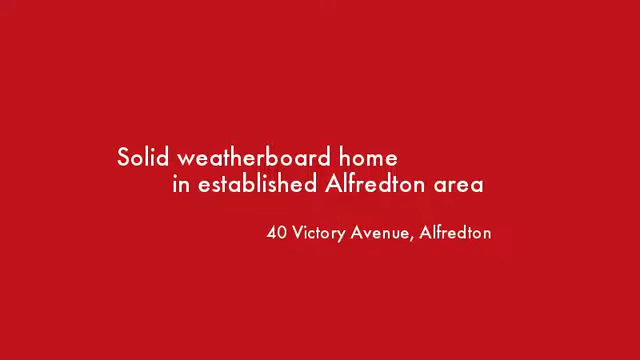 Solid weatherboard home
in established Alfredton area
40 Victory Avenue, Alfredton